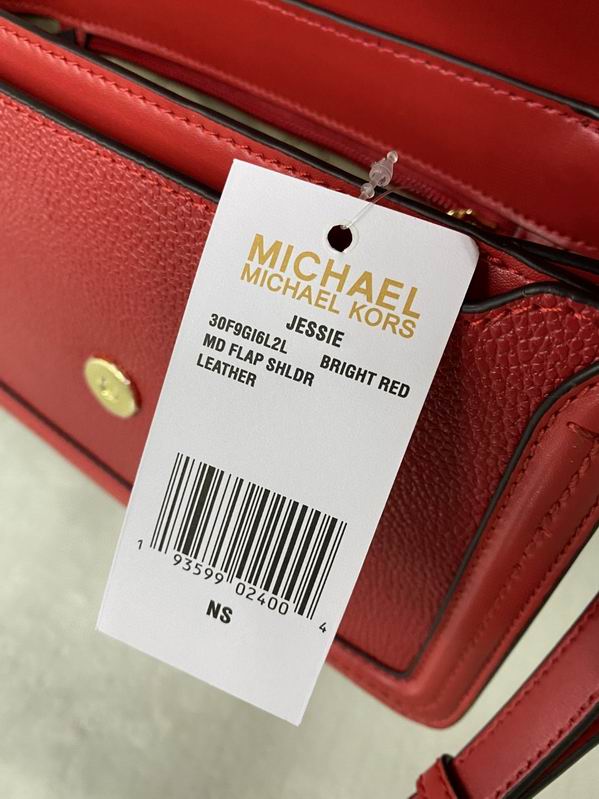 MICHAEL
MICHAEL KORS
JESSIE
30F9GI6L2L BRIGHT RED
MD FLAP SHLDR
LEATHER
1 93599 02400 4
NS